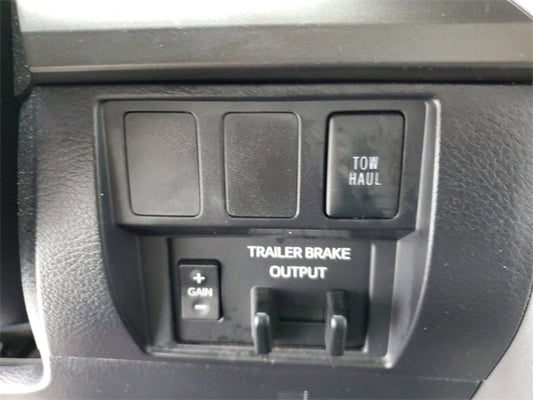 TOW
HAUL
TRAILER BRAKE
OUTPUT
+
GAIN
-